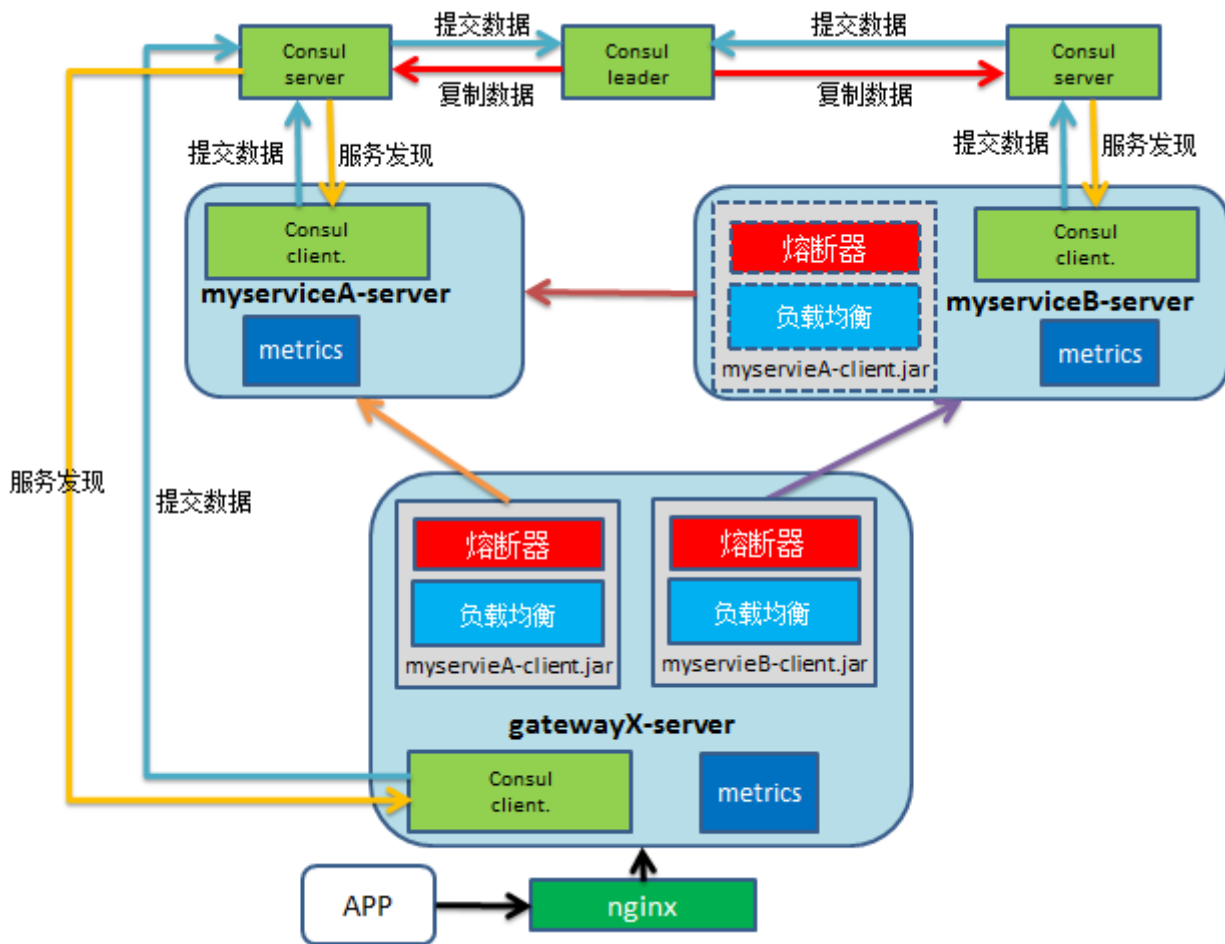 提交数据
提交数据
Consul
server
Consul
leader
Consul
server
复制数据
复制数据
提交数据
服务发现
提交数据
服务发现
Consul
client.
myserviceA-server
metrics
熔断器
负载均衡
myservieA-client.jar
Consul
client.
myserviceB-server
metrics
服务发现
提交数据
熔断器
负载均衡
myservieA-client.jar
熔断器
负载均衡
myservieB-client.jar
gatewayX-server
Consul
client.
metrics
APP
nginx